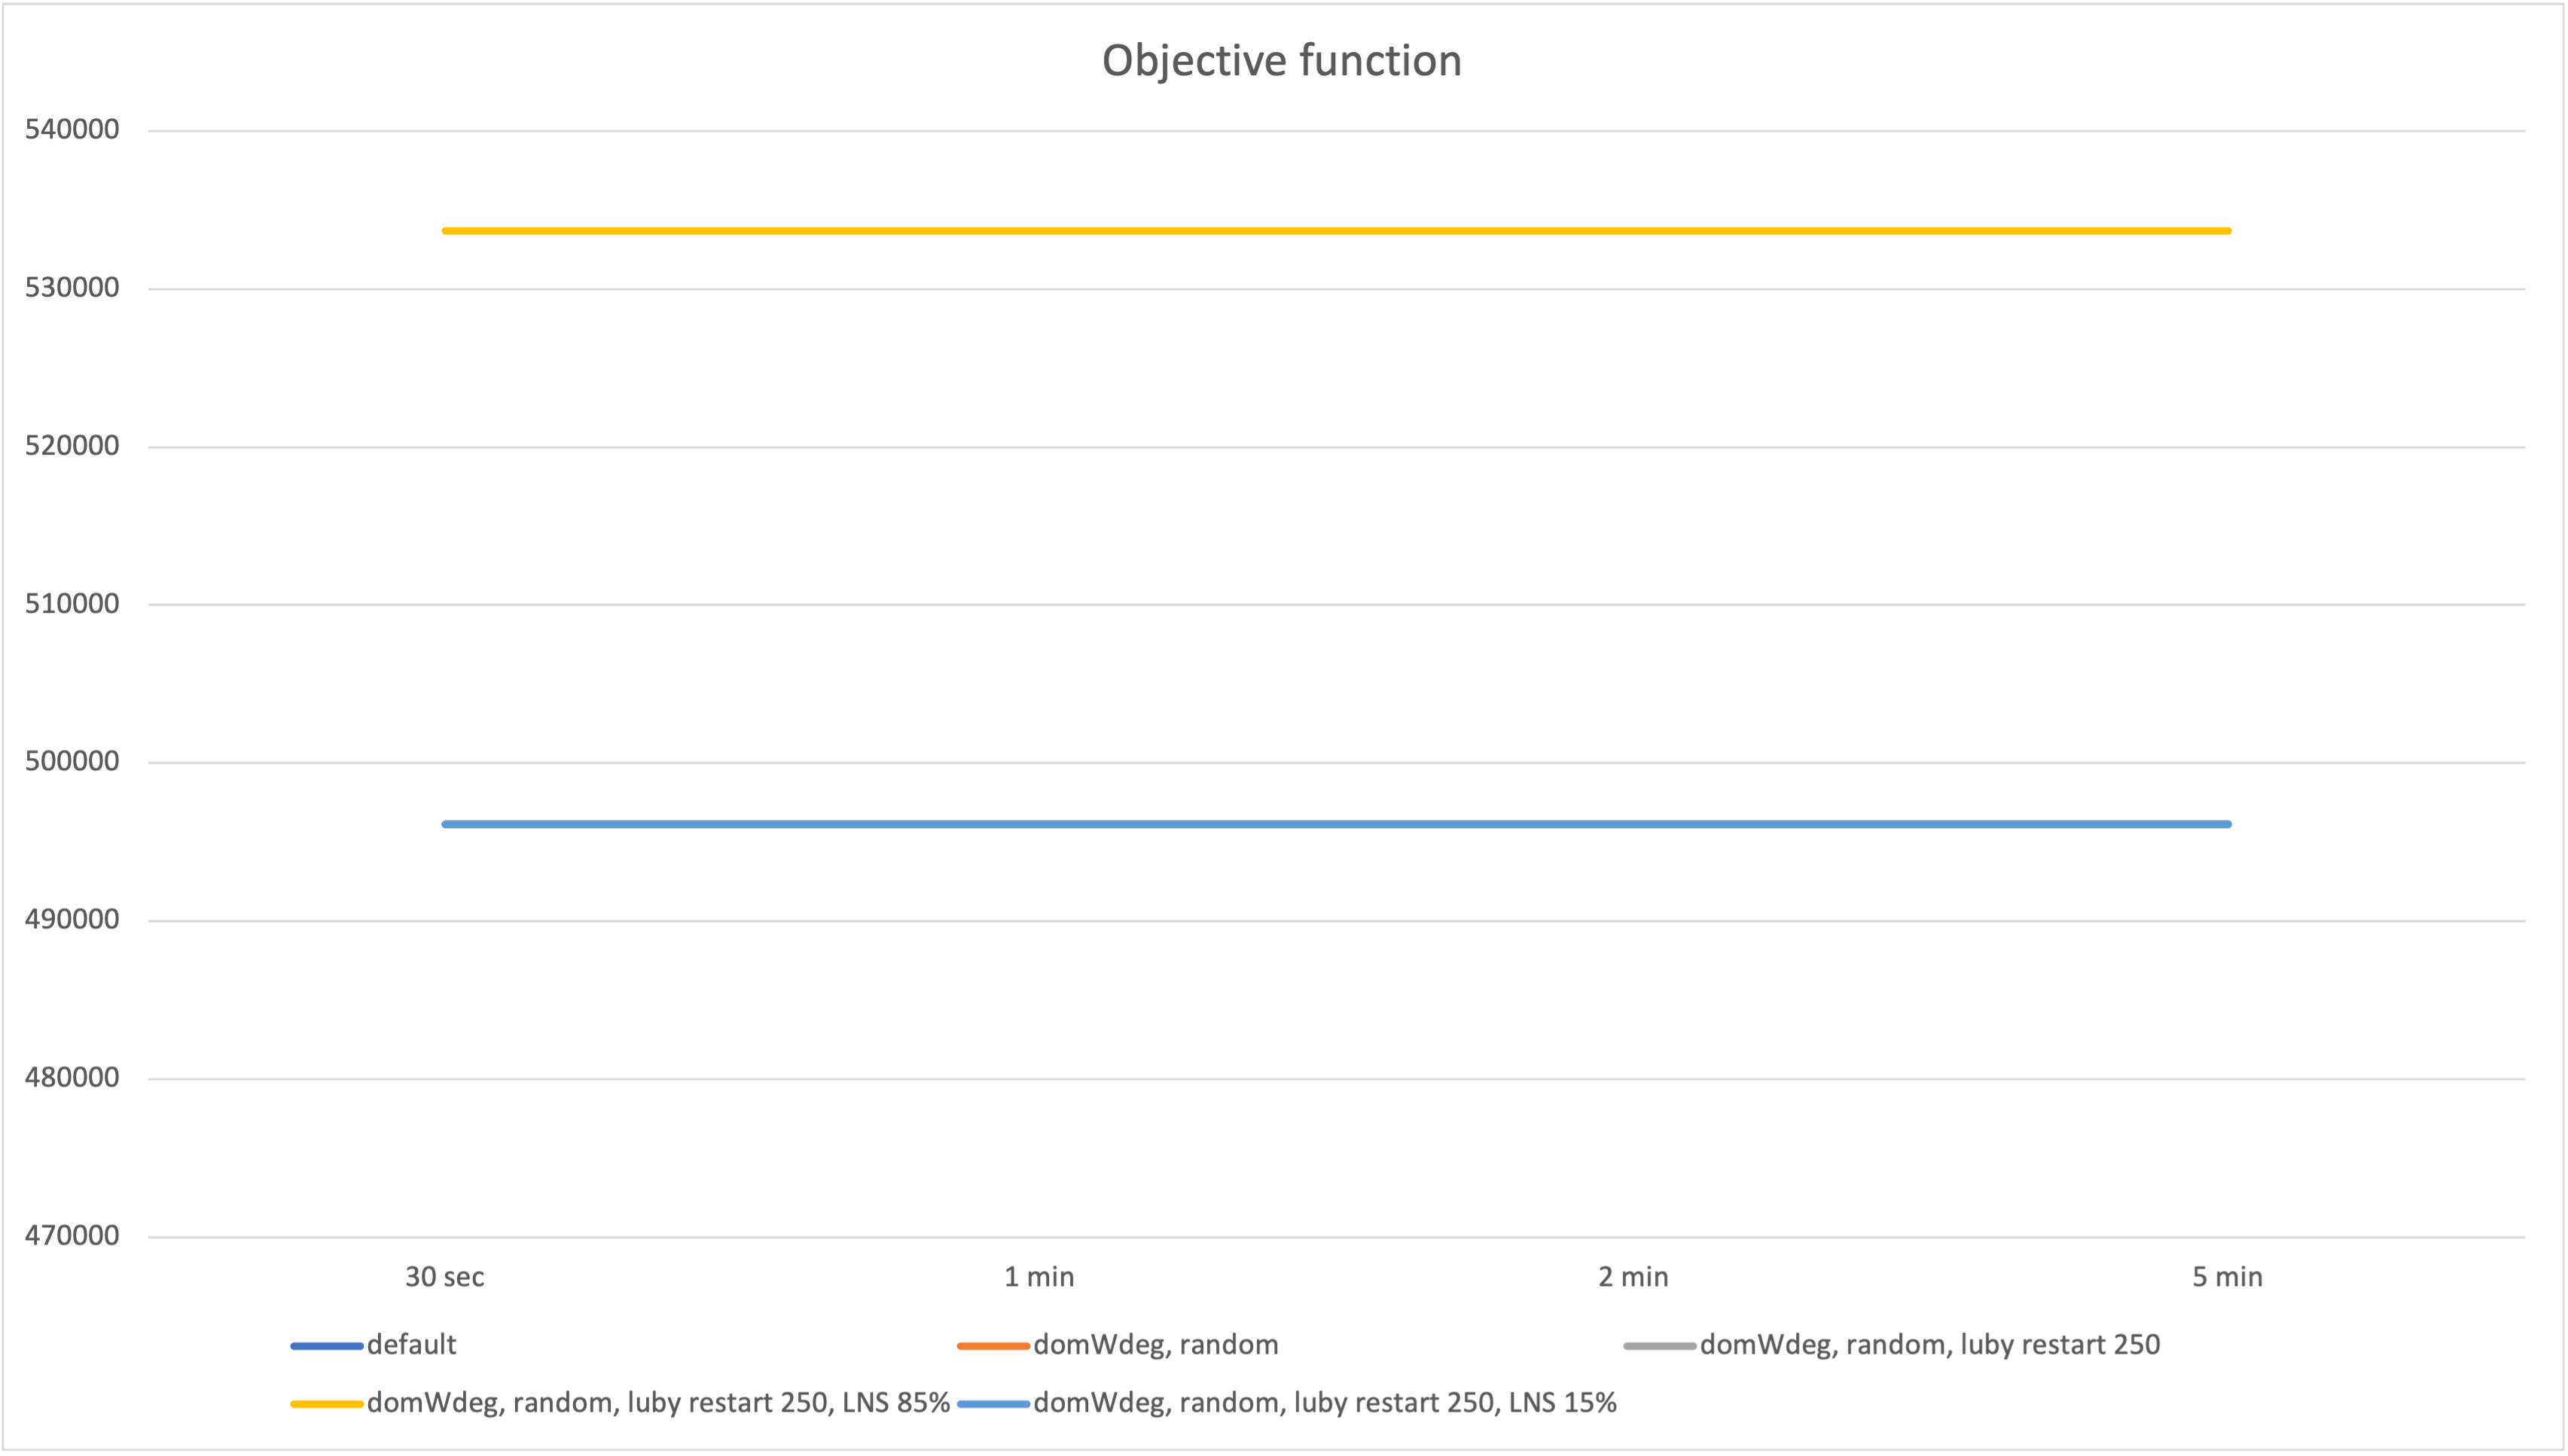 Objective function
540000
530000
520000
510000
500000
490000
480000
470000
30 sec 1 min 2 min 5 min
default domWdeg, random domWdeg, random, luby restart 250
domWdeg, random, luby restart 250, LNS 85% domWdeg, random, luby restart 250, LNS 15%